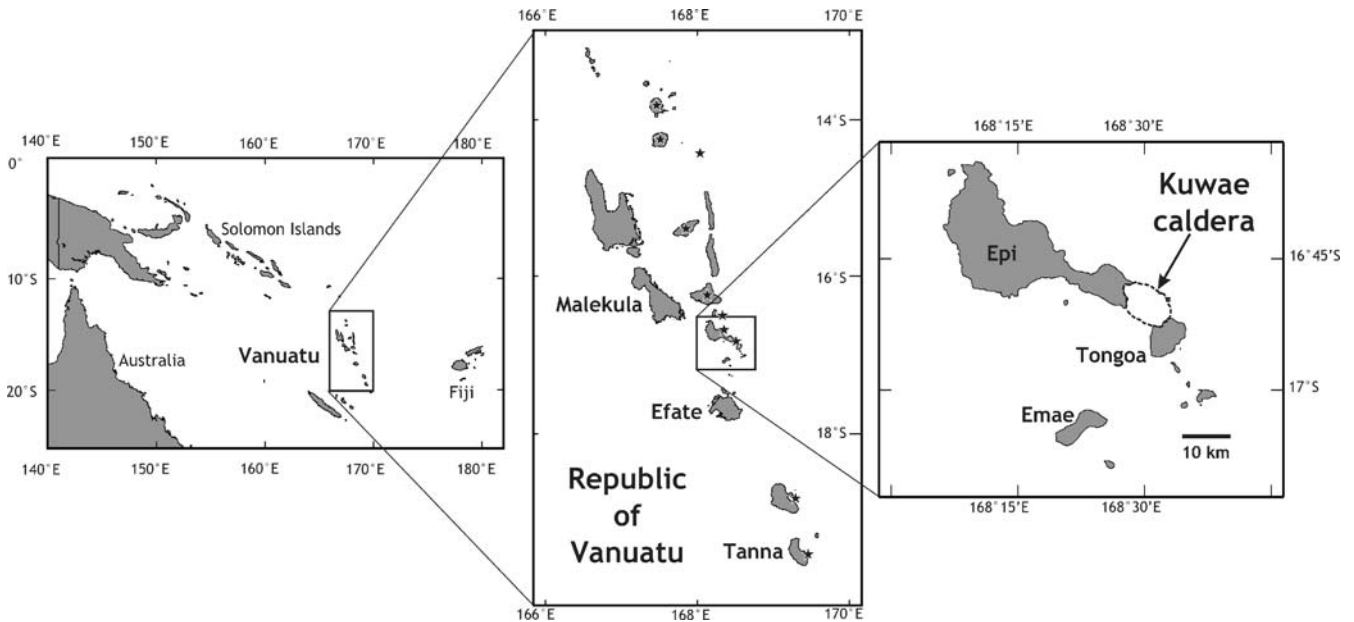 140°E
150°E
160°E
170°E
180°E
0°
10°S
20°S
Solomon Islands
Vanuatu
Australia
Fiji
140°E
150°E
160°E
170°E
180°E
166°E
168°E
170°E
14°S
16°S
18°S
Malekula
Efate
Republic
of
Vanuatu
Tanna
166°E
168°E
170°E
168°15'E
168°30'E
Kuwae
caldera
Epi
16°45'S
Tongoa
17°S
Emae
10 km
168°15'E
168°30'E